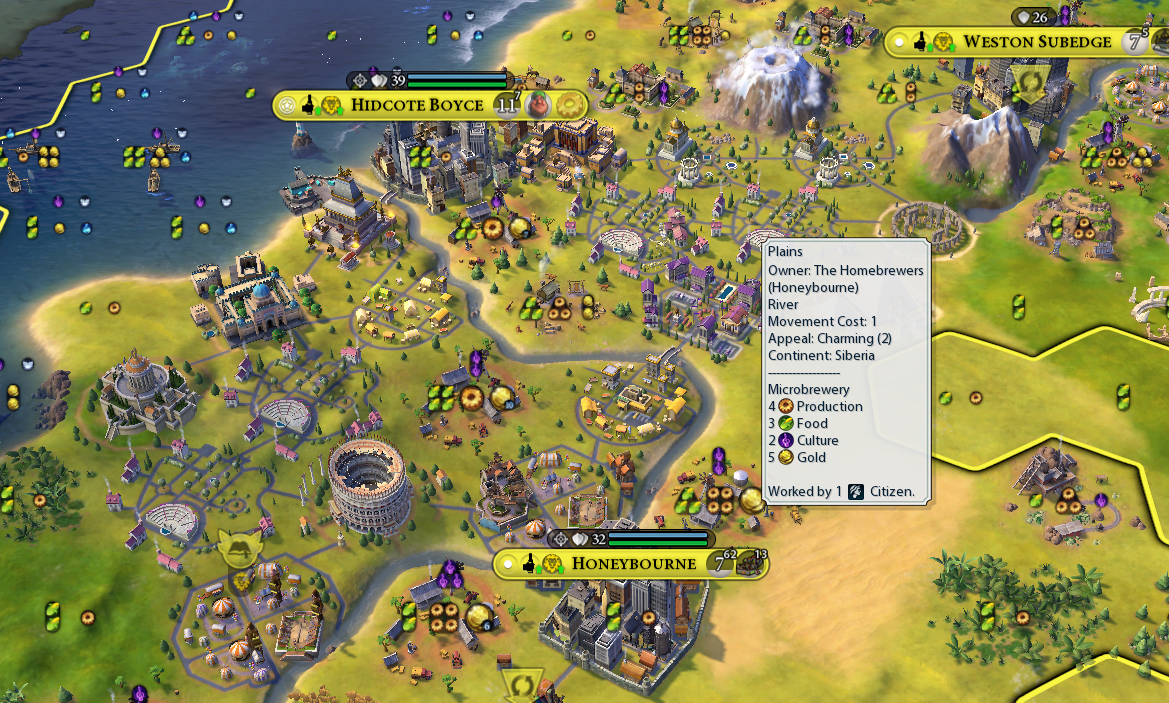 26
WESTON SUBEDGE 7 5
39
HIDCOTE BOYCE 11 7
Plains
Owner: The Homebrewers
(Honeybourne)
River
Movement Cost: 1
Appeal: Charming (2)
Continent: Siberia
--------------------
Microbrewery
4 Production
3 Food
2 Culture
5 Gold
Worked by 1 Citizen.
32
HONEYBOURNE 7 62 13